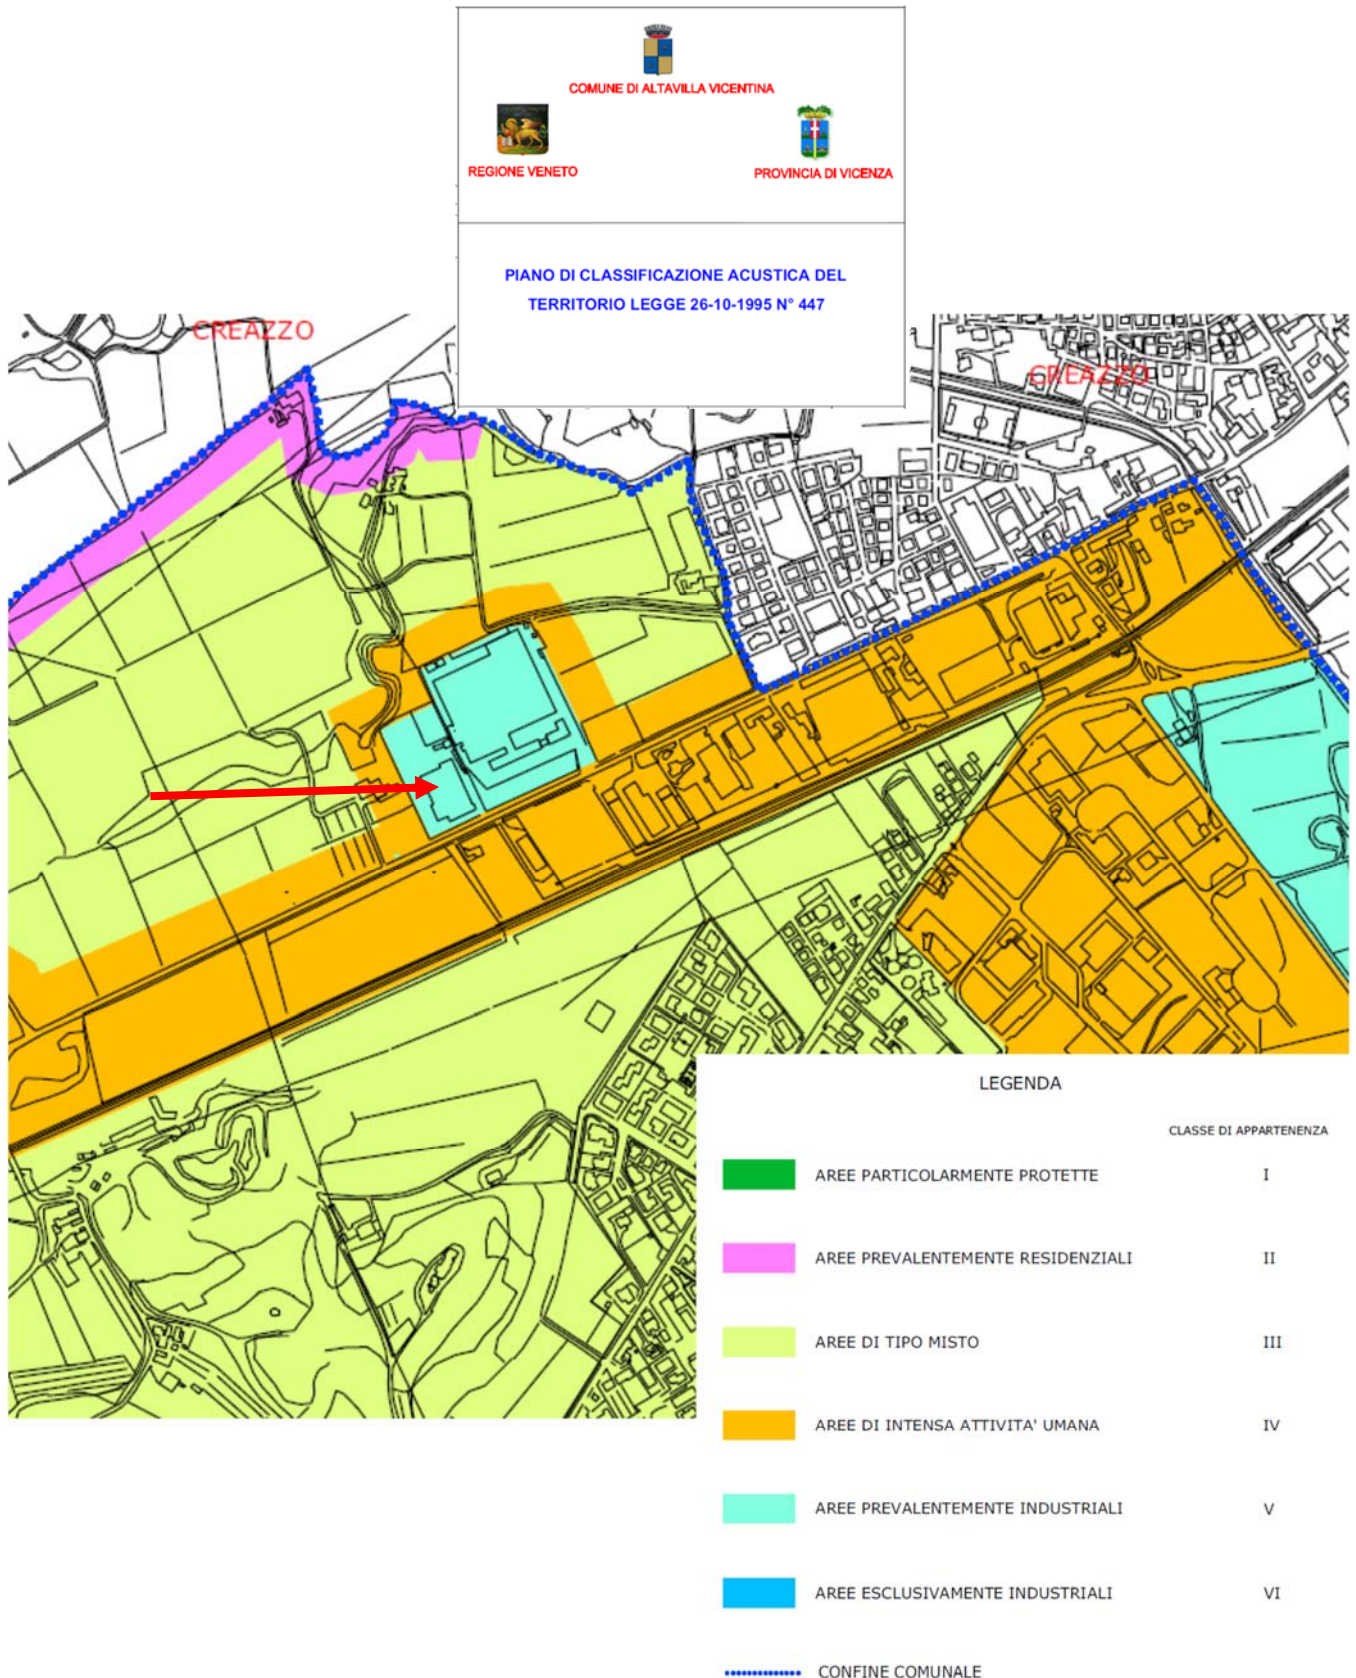 COMUNE DI ALTAVILLA VICENTINA
REGIONE VENETO
PROVINCIA DI VICENZA
PIANO DI CLASSIFICAZIONE ACUSTICA DEL
TERRITORIO LEGGE 26-10-1995 N° 447
CREAZZO
CREAZZO
LEGENDA
CLASSE DI APPARTENENZA
AREE PARTICOLARMENTE PROTETTE I
AREE PREVALENTEMENTE RESIDENZIALI II
AREE DI TIPO MISTO III
AREE DI INTENSA ATTIVITA' UMANA IV
AREE PREVALENTEMENTE INDUSTRIALI V
AREE ESCLUSIVAMENTE INDUSTRIALI VI
CONFINE COMUNALE